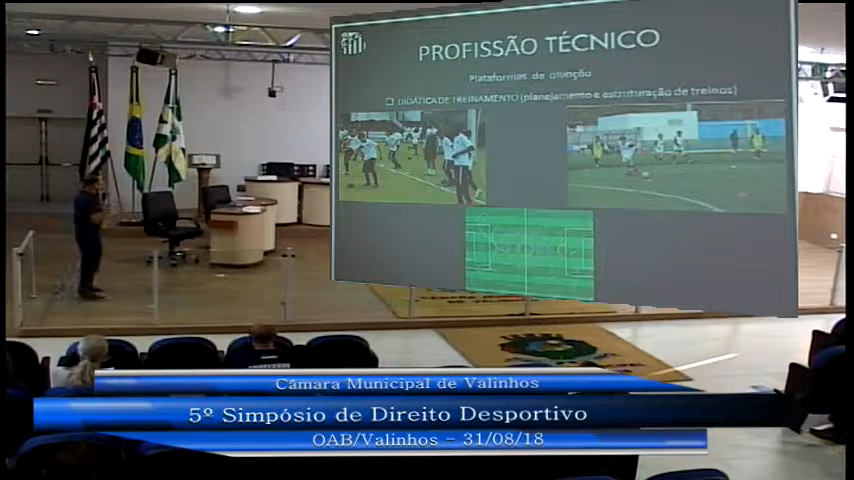 PROFISSÃO TÉCNICO
Plataformas de atuação
DIDÁTICA DE TREINAMENTO (planejamento e estruturação de treinos)
Câmara Municipal de Valinhos
5º Simpósio de Direito Desportivo
OAB/Valinhos - 31/08/18